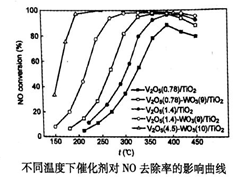 NO conversion (%)
100
80
60
40
20
0
V₂O₅(0.78)/TiO₂
V₂O₅(0.78)-WO₃(9)/TiO₂
V₂O₅(1.4)/TiO₂
V₂O₅(1.4)-WO₃(9)/TiO₂
V₂O₅(4.5)-WO₃(10)/TiO₂
150 200 250 300 350 400 450
t (℃)
不同温度下催化剂对 NO 去除率的影响曲线